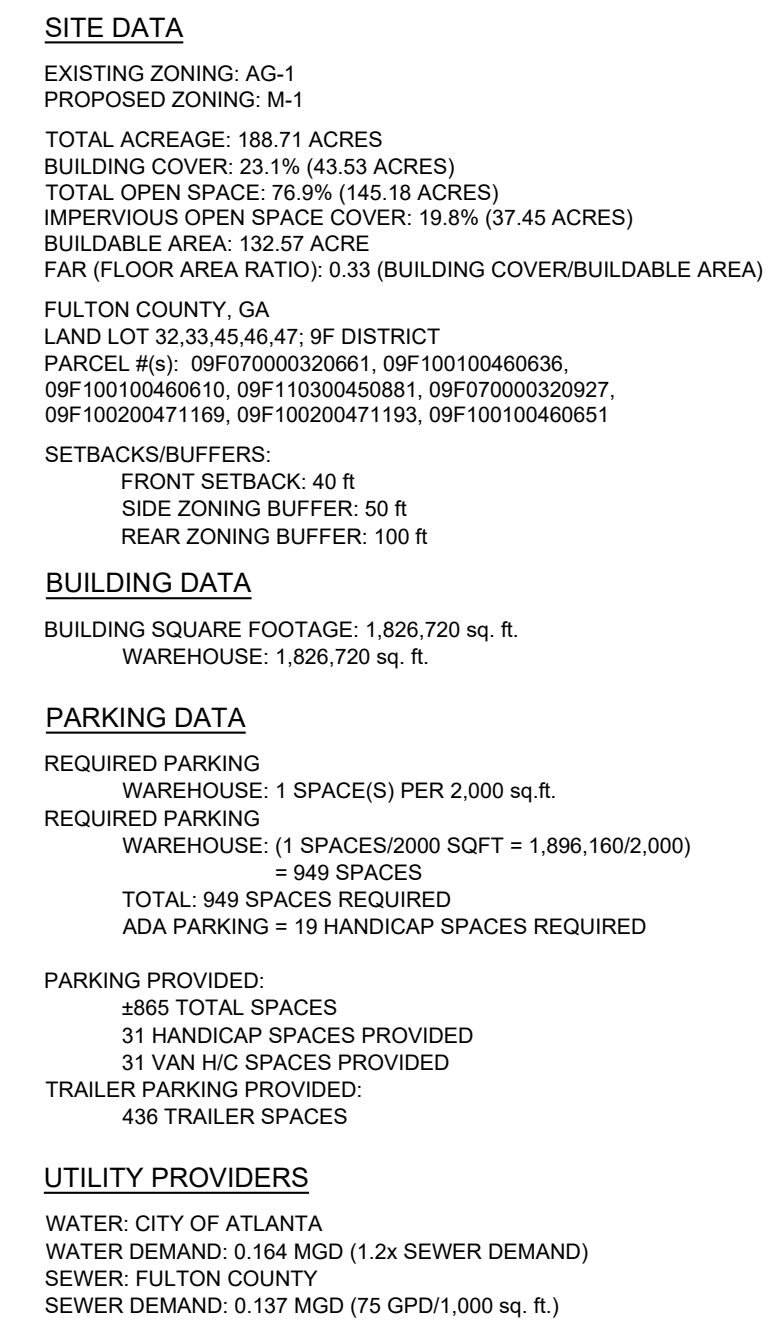 SITE DATA
EXISTING ZONING: AG-1
PROPOSED ZONING: M-1
TOTAL ACREAGE: 188.71 ACRES
BUILDING COVER: 23.1% (43.53 ACRES)
TOTAL OPEN SPACE: 76.9% (145.18 ACRES)
IMPERVIOUS OPEN SPACE COVER: 19.8% (37.45 ACRES)
BUILDABLE AREA: 132.57 ACRE
FAR (FLOOR AREA RATIO): 0.33 (BUILDING COVER/BUILDABLE AREA)
FULTON COUNTY, GA
LAND LOT 32,33,45,46,47; 9F DISTRICT
PARCEL #(s): 09F070000320661, 09F100100460636,
09F100100460610, 09F110300450881, 09F070000320927,
09F100200471169, 09F100200471193, 09F100100460651
SETBACKS/BUFFERS:
FRONT SETBACK: 40 ft
SIDE ZONING BUFFER: 50 ft
REAR ZONING BUFFER: 100 ft
BUILDING DATA
BUILDING SQUARE FOOTAGE: 1,826,720 sq. ft.
WAREHOUSE: 1,826,720 sq. ft.
PARKING DATA
REQUIRED PARKING
WAREHOUSE: 1 SPACE(S) PER 2,000 sq.ft.
REQUIRED PARKING
WAREHOUSE: (1 SPACES/2000 SQFT = 1,896,160/2,000)
= 949 SPACES
TOTAL: 949 SPACES REQUIRED
ADA PARKING = 19 HANDICAP SPACES REQUIRED
PARKING PROVIDED:
±865 TOTAL SPACES
31 HANDICAP SPACES PROVIDED
31 VAN H/C SPACES PROVIDED
TRAILER PARKING PROVIDED:
436 TRAILER SPACES
UTILITY PROVIDERS
WATER: CITY OF ATLANTA
WATER DEMAND: 0.164 MGD (1.2x SEWER DEMAND)
SEWER: FULTON COUNTY
SEWER DEMAND: 0.137 MGD (75 GPD/1,000 sq. ft.)